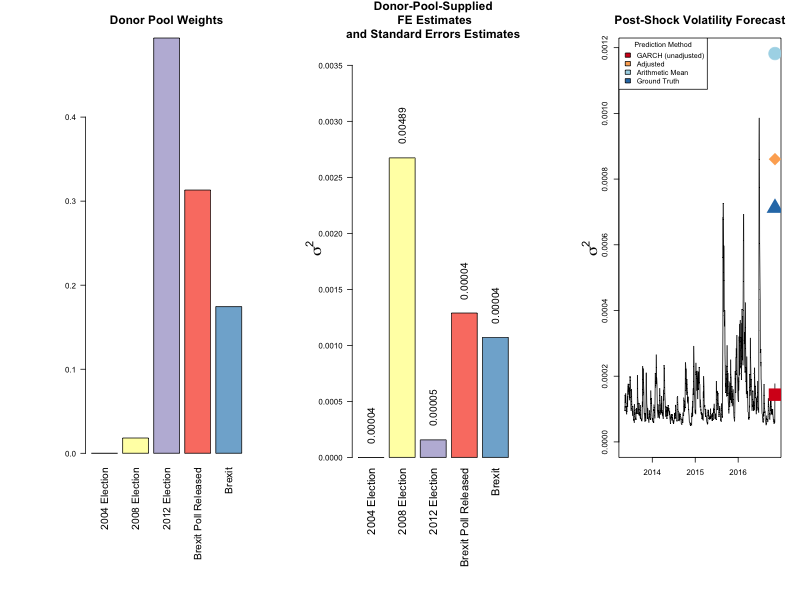 Donor Pool Weights
0.4
0.3
0.2
0.1
0.0
2004 Election
2008 Election
2012 Election
Brexit Poll Released
Brexit
Donor-Pool-Supplied
FE Estimates
and Standard Errors Estimates
σ²
0.0035
0.0030
0.0025
0.0020
0.0015
0.0010
0.0005
0.0000
0.00004
0.00489
0.00005
0.00004
0.00004
2004 Election
2008 Election
2012 Election
Brexit Poll Released
Brexit
Post-Shock Volatility Forecast
σ²
0.0012
0.0010
0.0008
0.0006
0.0004
0.0002
0.0000
Prediction Method
GARCH (unadjusted)
Adjusted
Arithmetic Mean
Ground Truth
2014
2015
2016